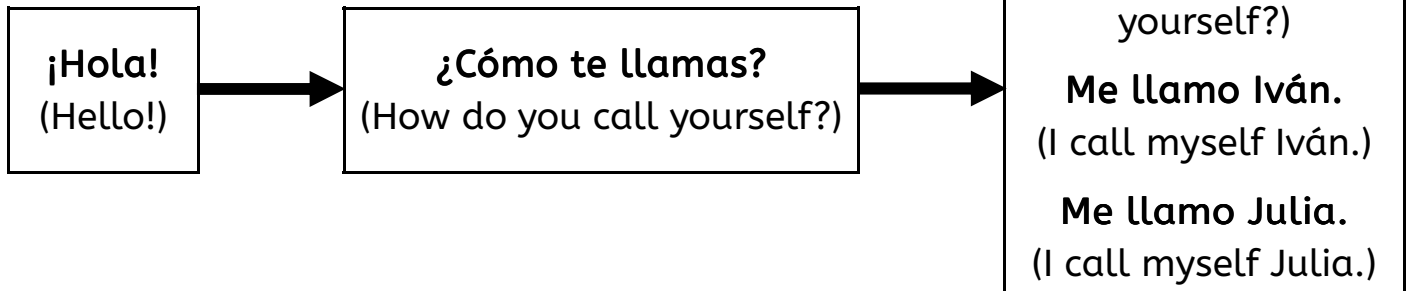 ¡Hola!
(Hello!)
¿Cómo te llamas?
(How do you call yourself?)
yourself?)
Me llamo Iván.
(I call myself Iván.)
Me llamo Julia.
(I call myself Julia.)